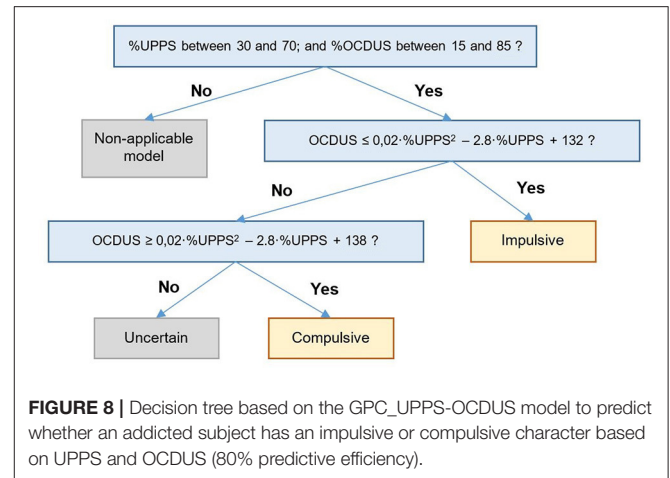 %UPPS between 30 and 70; and %OCDUS between 15 and 85 ?
No
Yes
Non-applicable
model
OCDUS ≤ 0,02·%UPPS² – 2.8·%UPPS + 132 ?
No
Yes
OCDUS ≥ 0,02·%UPPS² – 2.8·%UPPS + 138 ?
Impulsive
No
Yes
Uncertain
Compulsive
FIGURE 8 | Decision tree based on the GPC_UPPS-OCDUS model to predict
whether an addicted subject has an impulsive or compulsive character based
on UPPS and OCDUS (80% predictive efficiency).